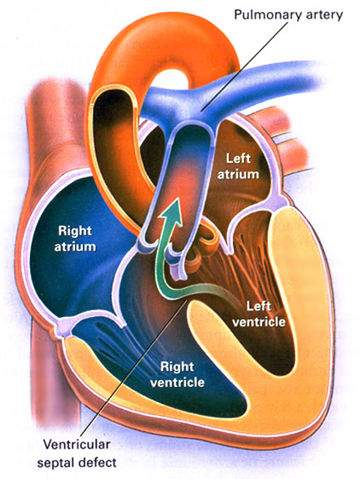 Pulmonary artery
Left
atrium
Right
atrium
Left
ventricle
Right
ventricle
Ventricular
septal defect